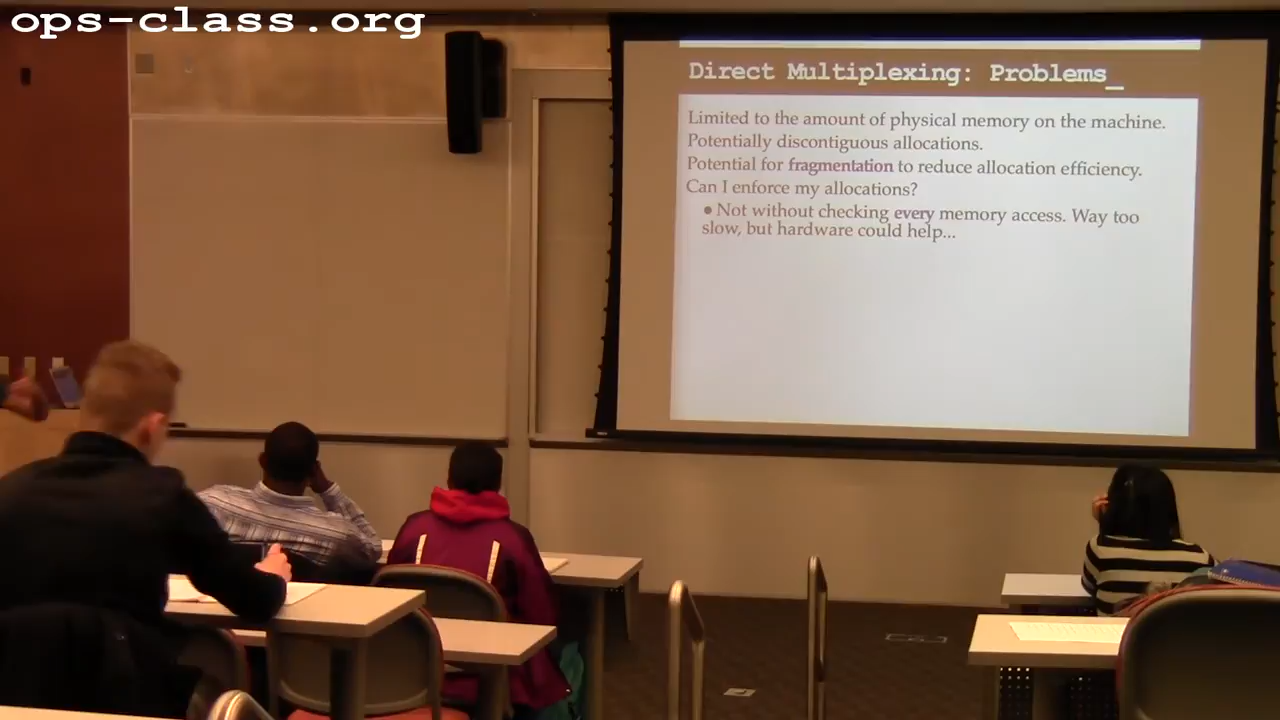 ops-class.org
Direct Multiplexing: Problems_
Limited to the amount of physical memory on the machine.
Potentially discontiguous allocations.
Potential for fragmentation to reduce allocation efficiency.
Can I enforce my allocations?
● Not without checking every memory access. Way too
slow, but hardware could help...